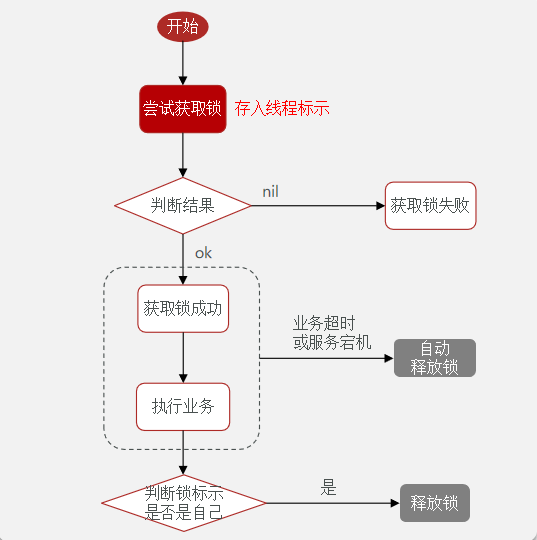 开始
尝试获取锁
存入线程标示
判断结果
nil
获取锁失败
ok
获取锁成功
业务超时
或服务宕机
自动
释放锁
执行业务
判断锁标示
是否是自己
是
释放锁